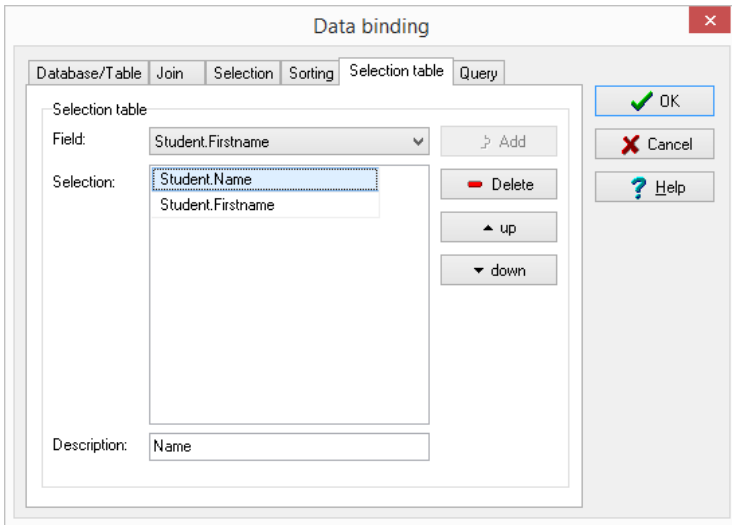 Data binding
Database/Table Join Selection Sorting Selection table Query
Selection table
Field: Student.Firstname Add
Selection: Student.Name
Student.Firstname
Delete
up
down
Description: Name
OK
Cancel
Help